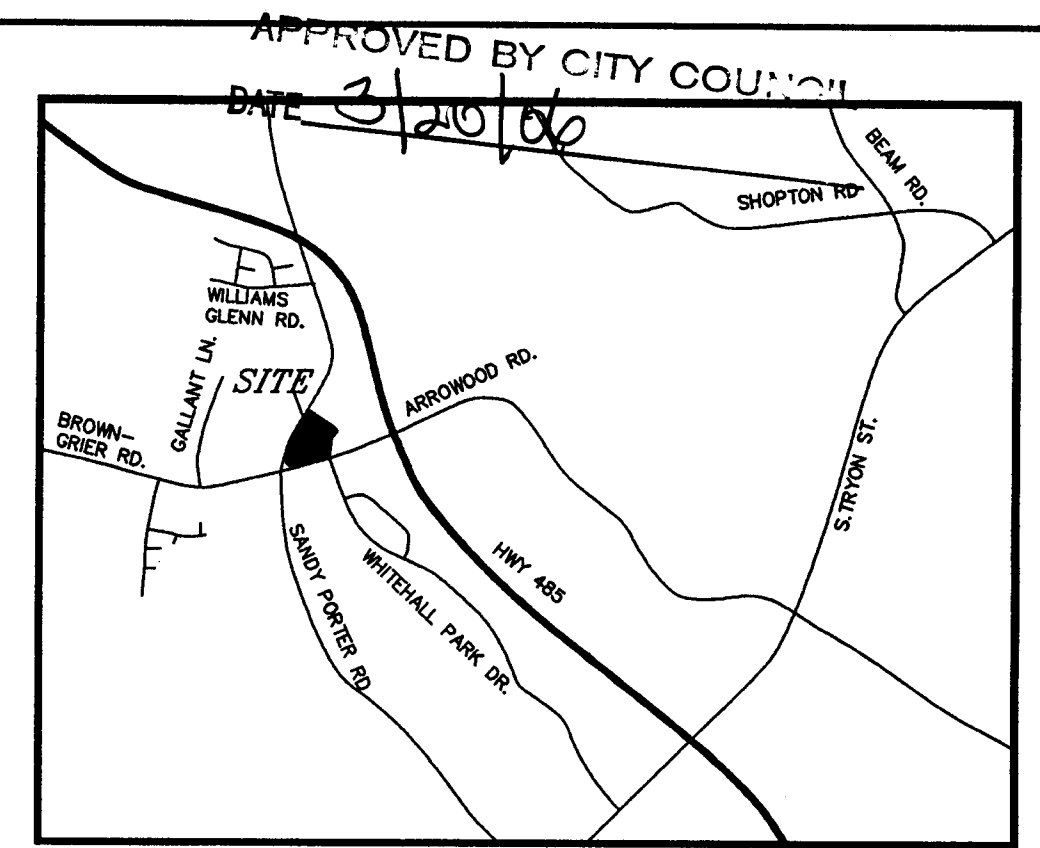 APPROVED BY CITY COUNCIL
DATE 3/20/06
BEAM RD.
SHOPTON RD
WILLIAMS
GLENN RD.
GALLANT LN.
SITE
ARROWOOD RD.
BROWN-
GRIER RD.
S.TRYON ST.
SANDY PORTER RD
WHITEHALL PARK DR.
HWY 485